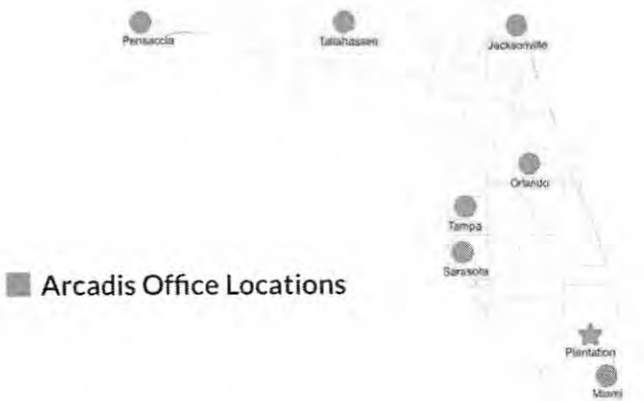 Pensacola
Tallahassee
Jacksonville
Orlando
Tampa
Sarasota
Arcadis Office Locations
Plantation
Miami